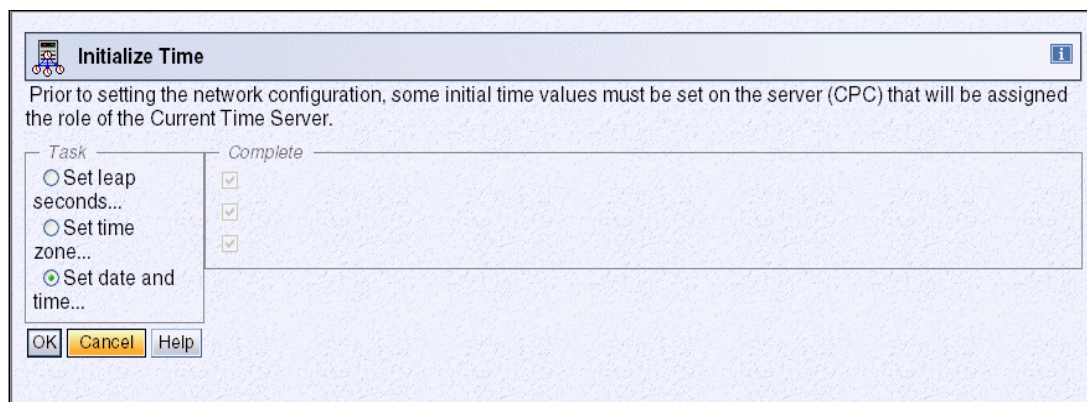 Initialize Time
i
Prior to setting the network configuration, some initial time values must be set on the server (CPC) that will be assigned
the role of the Current Time Server.
Task
Complete
Set leap
seconds...
Set time
zone...
Set date and
time...
OK Cancel Help